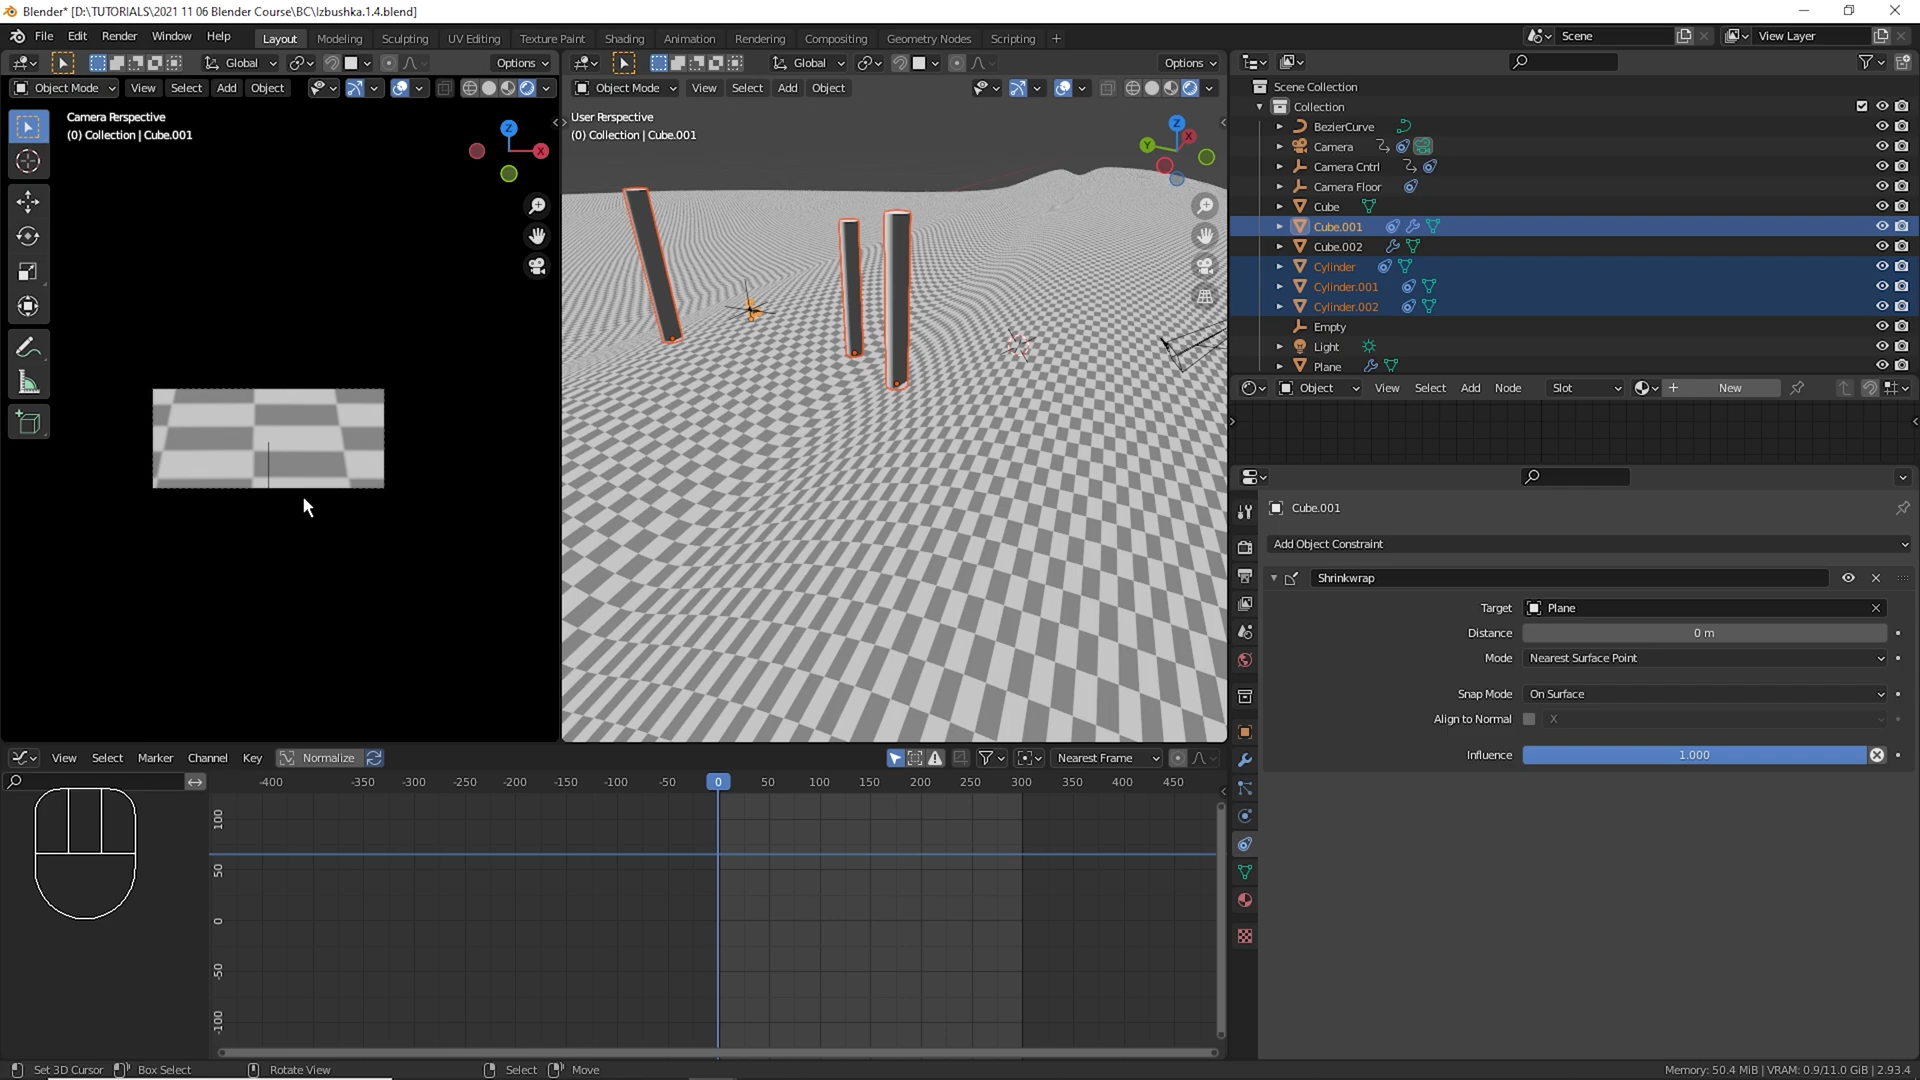 Blender* [D:\TUTORIALS\2021 11 06 Blender Course\BC\Izbushka.1.4.blend]
File Edit Render Window Help Layout Modeling Sculpting UV Editing Texture Paint Shading Animation Rendering Compositing Geometry Nodes Scripting + Scene View Layer
Global Options Global Options
Object Mode View Select Add Object Object Mode View Select Add Object
Camera Perspective
(0) Collection | Cube.001
Z
X
User Perspective
(0) Collection | Cube.001
Z
X
Y
Scene Collection
Collection
BezierCurve
Camera
Camera Cntrl
Camera Floor
Cube
Cube.001
Cube.002
Cylinder
Cylinder.001
Cylinder.002
Empty
Light
Plane
Object View Select Add Node Slot New
Cube.001
Add Object Constraint
Shrinkwrap
Target Plane
Distance 0 m
Mode Nearest Surface Point
Snap Mode On Surface
Align to Normal X
Influence 1.000
View Select Marker Channel Key Normalize Nearest Frame
-400 -350 -300 -250 -200 -150 -100 -50 0 50 100 150 200 250 300 350 400 450
100
50
0
-50
-100
Set 3D Cursor Box Select Rotate View Select Move Memory: 50.4 MiB | VRAM: 0.9/11.0 GiB | 2.93.4